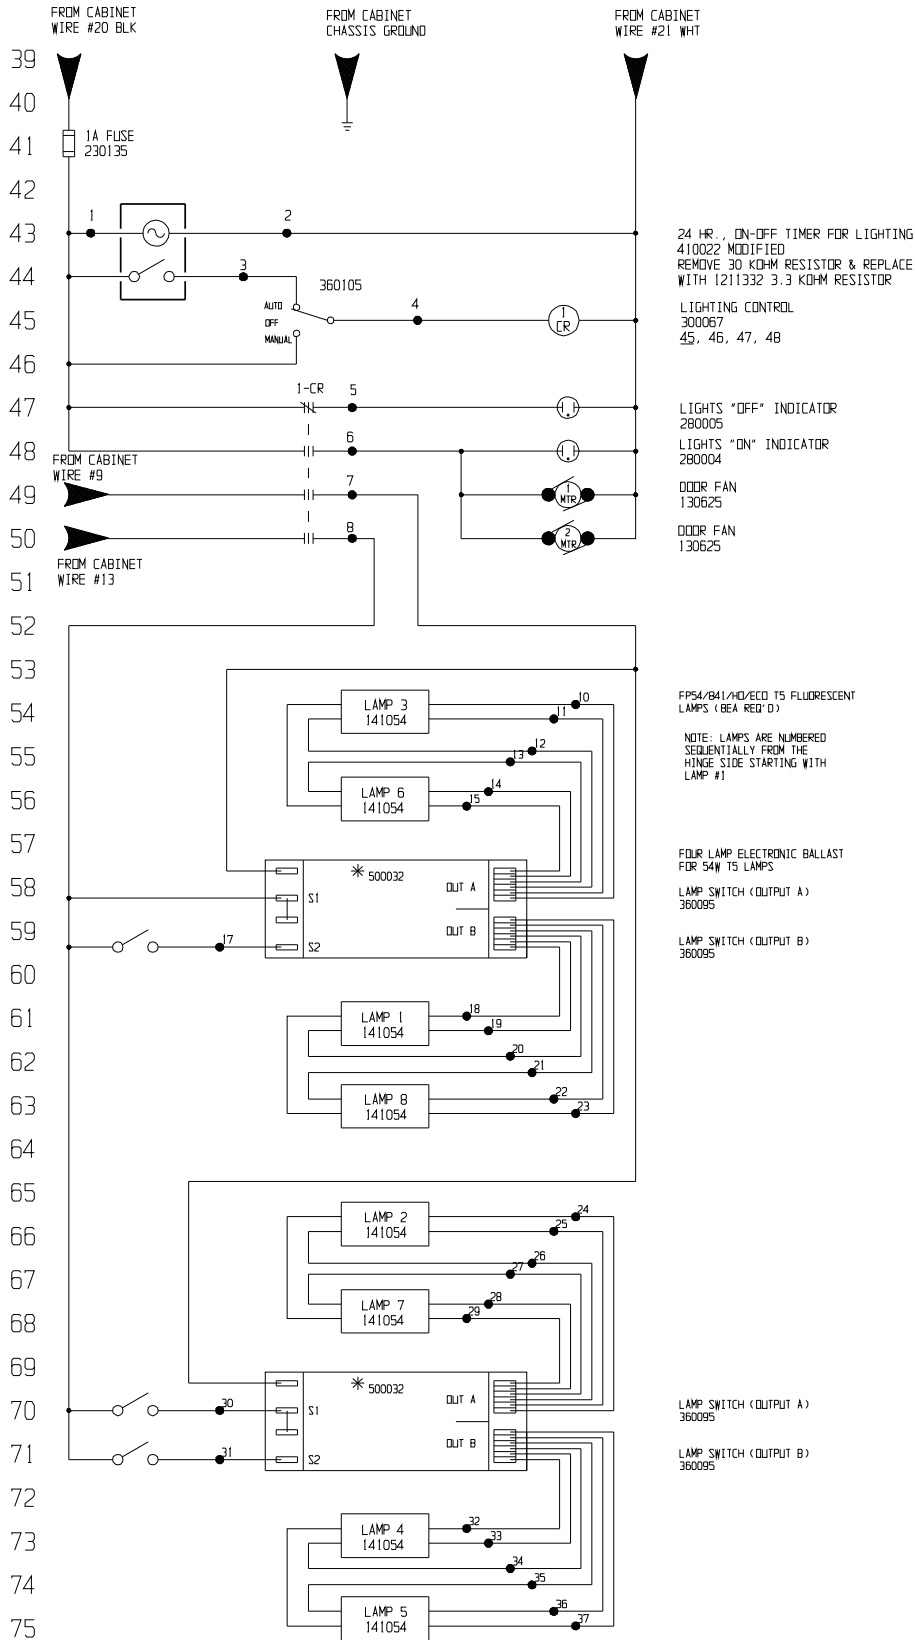 FROM CABINET
WIRE #20 BLK
FROM CABINET
CHASSIS GROUND
FROM CABINET
WIRE #21 WHT
39
40
41
1A FUSE
230135
42
43
1
2
24 HR., ON-OFF TIMER FOR LIGHTING
410022 MODIFIED
REMOVE 30 KOHM RESISTOR & REPLACE
WITH 1211332 3.3 KOHM RESISTOR
44
3
360105
45
AUTO
OFF
MANUAL
4
1
CR
LIGHTING CONTROL
300067
45, 46, 47, 48
46
47
1-CR
5
LIGHTS "OFF" INDICATOR
280005
48
6
LIGHTS "ON" INDICATOR
280004
FROM CABINET
WIRE #9
49
7
1
MTR
DOOR FAN
130625
50
8
2
MTR
DOOR FAN
130625
FROM CABINET
WIRE #13
51
52
53
54
LAMP 3
141054
10
11
FP54/841/HO/ECO T5 FLUORESCENT
LAMPS (8EA REQ'D)
55
12
13
NOTE: LAMPS ARE NUMBERED
SEQUENTIALLY FROM THE
HINGE SIDE STARTING WITH
LAMP #1
56
LAMP 6
141054
14
15
57
FOUR LAMP ELECTRONIC BALLAST
FOR 54W T5 LAMPS
58
* 500032
S1
OUT A
LAMP SWITCH (OUTPUT A)
360095
59
17
S2
OUT B
LAMP SWITCH (OUTPUT B)
360095
60
61
LAMP 1
141054
18
19
62
20
21
63
LAMP 8
141054
22
23
64
65
66
LAMP 2
141054
24
25
67
26
27
68
LAMP 7
141054
28
29
69
* 500032
70
30
S1
OUT A
LAMP SWITCH (OUTPUT A)
360095
71
31
S2
OUT B
LAMP SWITCH (OUTPUT B)
360095
72
73
LAMP 4
141054
32
33
74
34
35
75
LAMP 5
141054
36
37